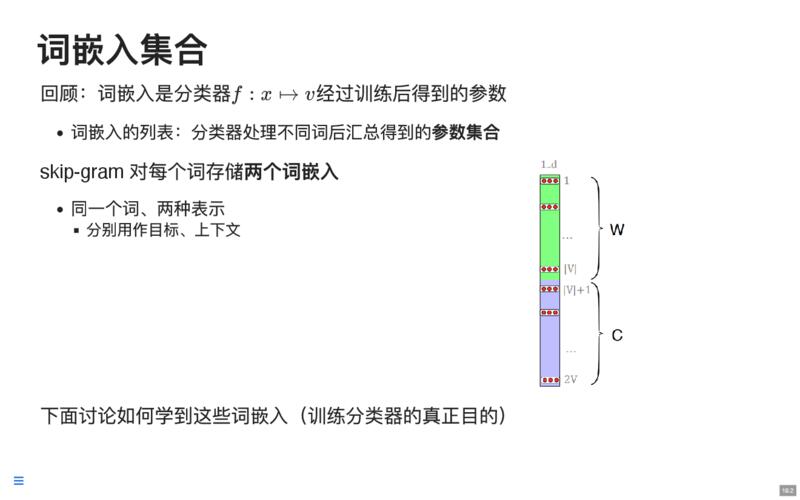 词嵌入集合
回顾：词嵌入是分类器f : x ↦ v经过训练后得到的参数
• 词嵌入的列表：分类器处理不同词后汇总得到的参数集合
skip-gram 对每个词存储两个词嵌入
• 同一个词、两种表示
▪ 分别用作目标、上下文
1..d
1
...
|V|
W
|V|+1
...
2V
C
下面讨论如何学到这些词嵌入（训练分类器的真正目的）
18.2